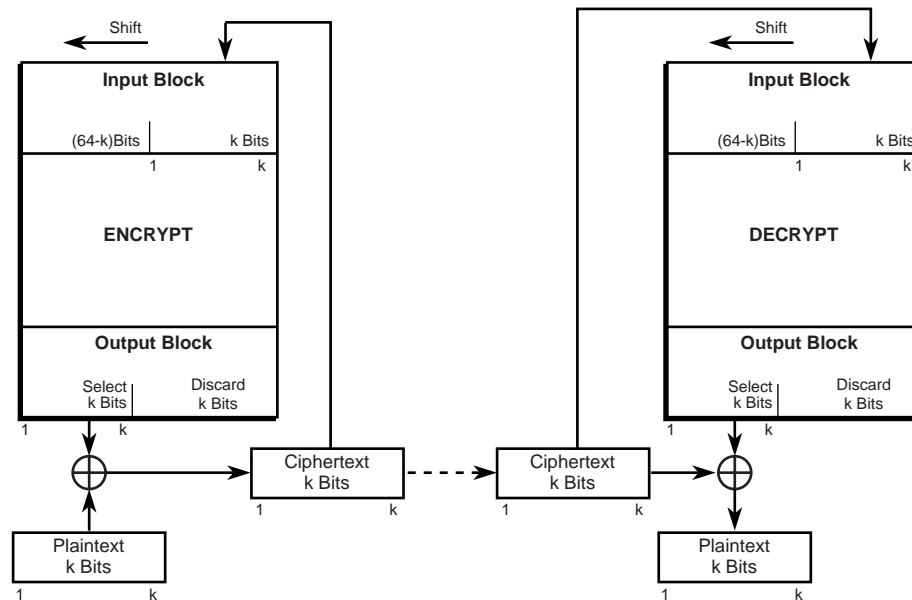 Shift
Input Block
(64-k)Bits
k Bits
1
k
ENCRYPT
Output Block
Select
k Bits
Discard
k Bits
1
k
Ciphertext
k Bits
1
k
Plaintext
k Bits
1
k
Shift
Input Block
(64-k)Bits
k Bits
1
k
DECRYPT
Output Block
Select
k Bits
Discard
k Bits
1
k
Ciphertext
k Bits
1
k
Plaintext
k Bits
1
k